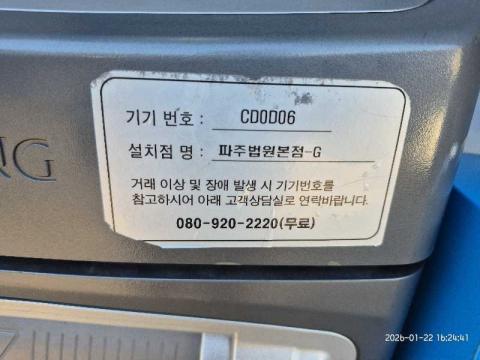 기기 번호 : CD0D06
설치점 명 : 파주법원본점-G
거래 이상 및 장애 발생 시 기기번호를
참고하시어 아래 고객상담실로 연락바랍니다.
080-920-2220(무료)
NG
2026-01-22 16:24:41